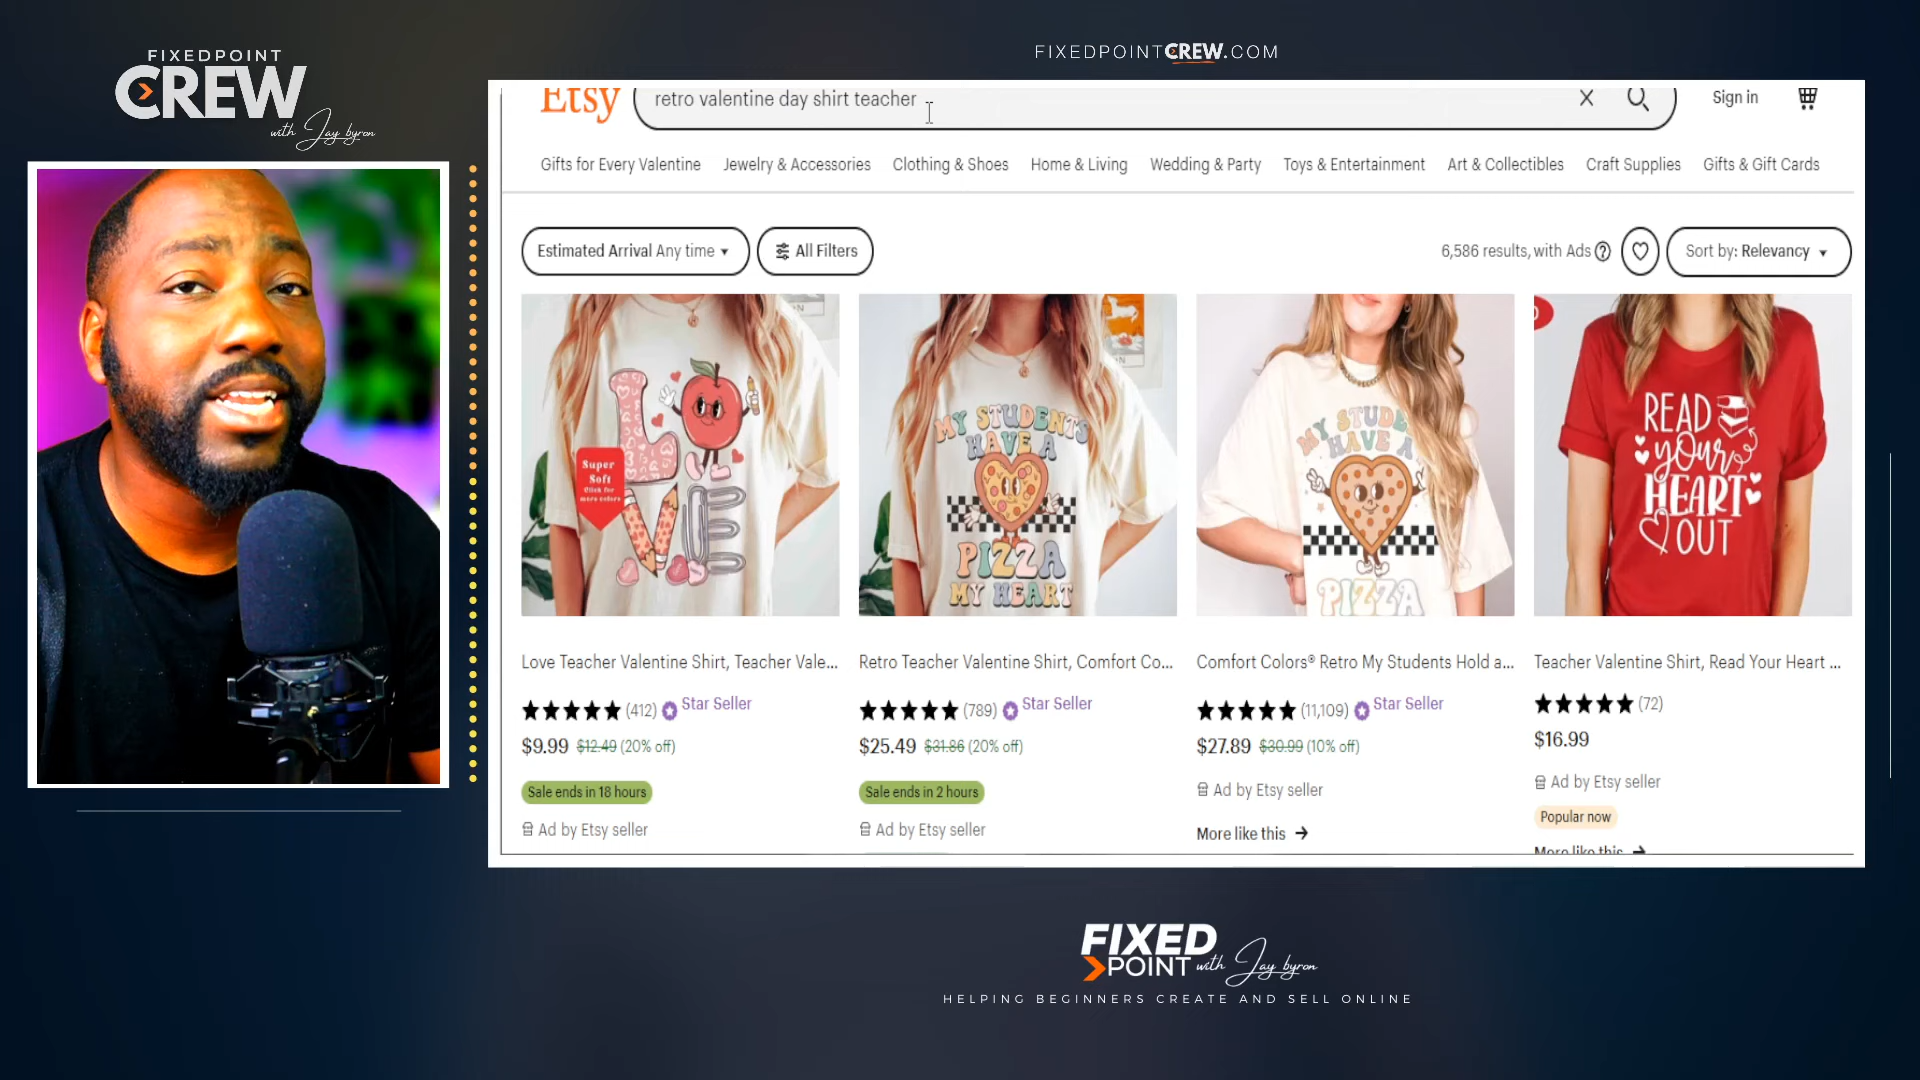 FIXEDPOINT
CREW
with Jay byron
FIXEDPOINTCREW.COM
Etsy
retro valentine day shirt teacher
X
Sign in
Gifts for Every Valentine
Jewelry & Accessories
Clothing & Shoes
Home & Living
Wedding & Party
Toys & Entertainment
Art & Collectibles
Craft Supplies
Gifts & Gift Cards
Estimated Arrival Any time
All Filters
6,586 results, with Ads ?
Sort by: Relevancy
LOVE
Super
Soft
Click for
more colors
MY STUDENTS
HAVE A
PIZZA
MY HEART
MY STUDE
HAVE A
PIZZA
READ
your
HEART
OUT
Love Teacher Valentine Shirt, Teacher Vale...
(412) Star Seller
$9.99 $12.49 (20% off)
Sale ends in 18 hours
Ad by Etsy seller
Retro Teacher Valentine Shirt, Comfort Co...
(789) Star Seller
$25.49 $31.86 (20% off)
Sale ends in 2 hours
Ad by Etsy seller
Comfort Colors® Retro My Students Hold a...
(11,109) Star Seller
$27.89 $30.99 (10% off)
Ad by Etsy seller
More like this →
Teacher Valentine Shirt, Read Your Heart ...
(72)
$16.99
Ad by Etsy seller
Popular now
More like this →
FIXED
POINT with Jay byron
HELPING BEGINNERS CREATE AND SELL ONLINE